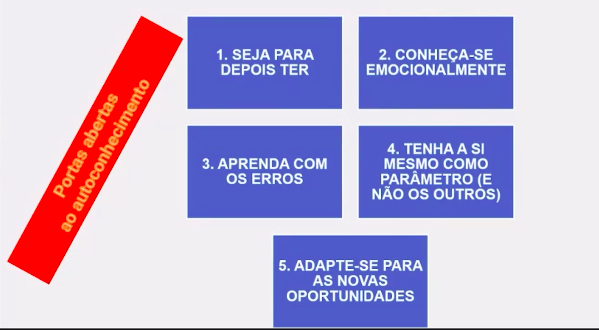 Portas abertas
ao autoconhecimento
1. SEJA PARA
DEPOIS TER
2. CONHEÇA-SE
EMOCIONALMENTE
3. APRENDA COM
OS ERROS
4. TENHA A SI
MESMO COMO
PARÂMETRO (E
NÃO OS OUTROS)
5. ADAPTE-SE PARA
AS NOVAS
OPORTUNIDADES